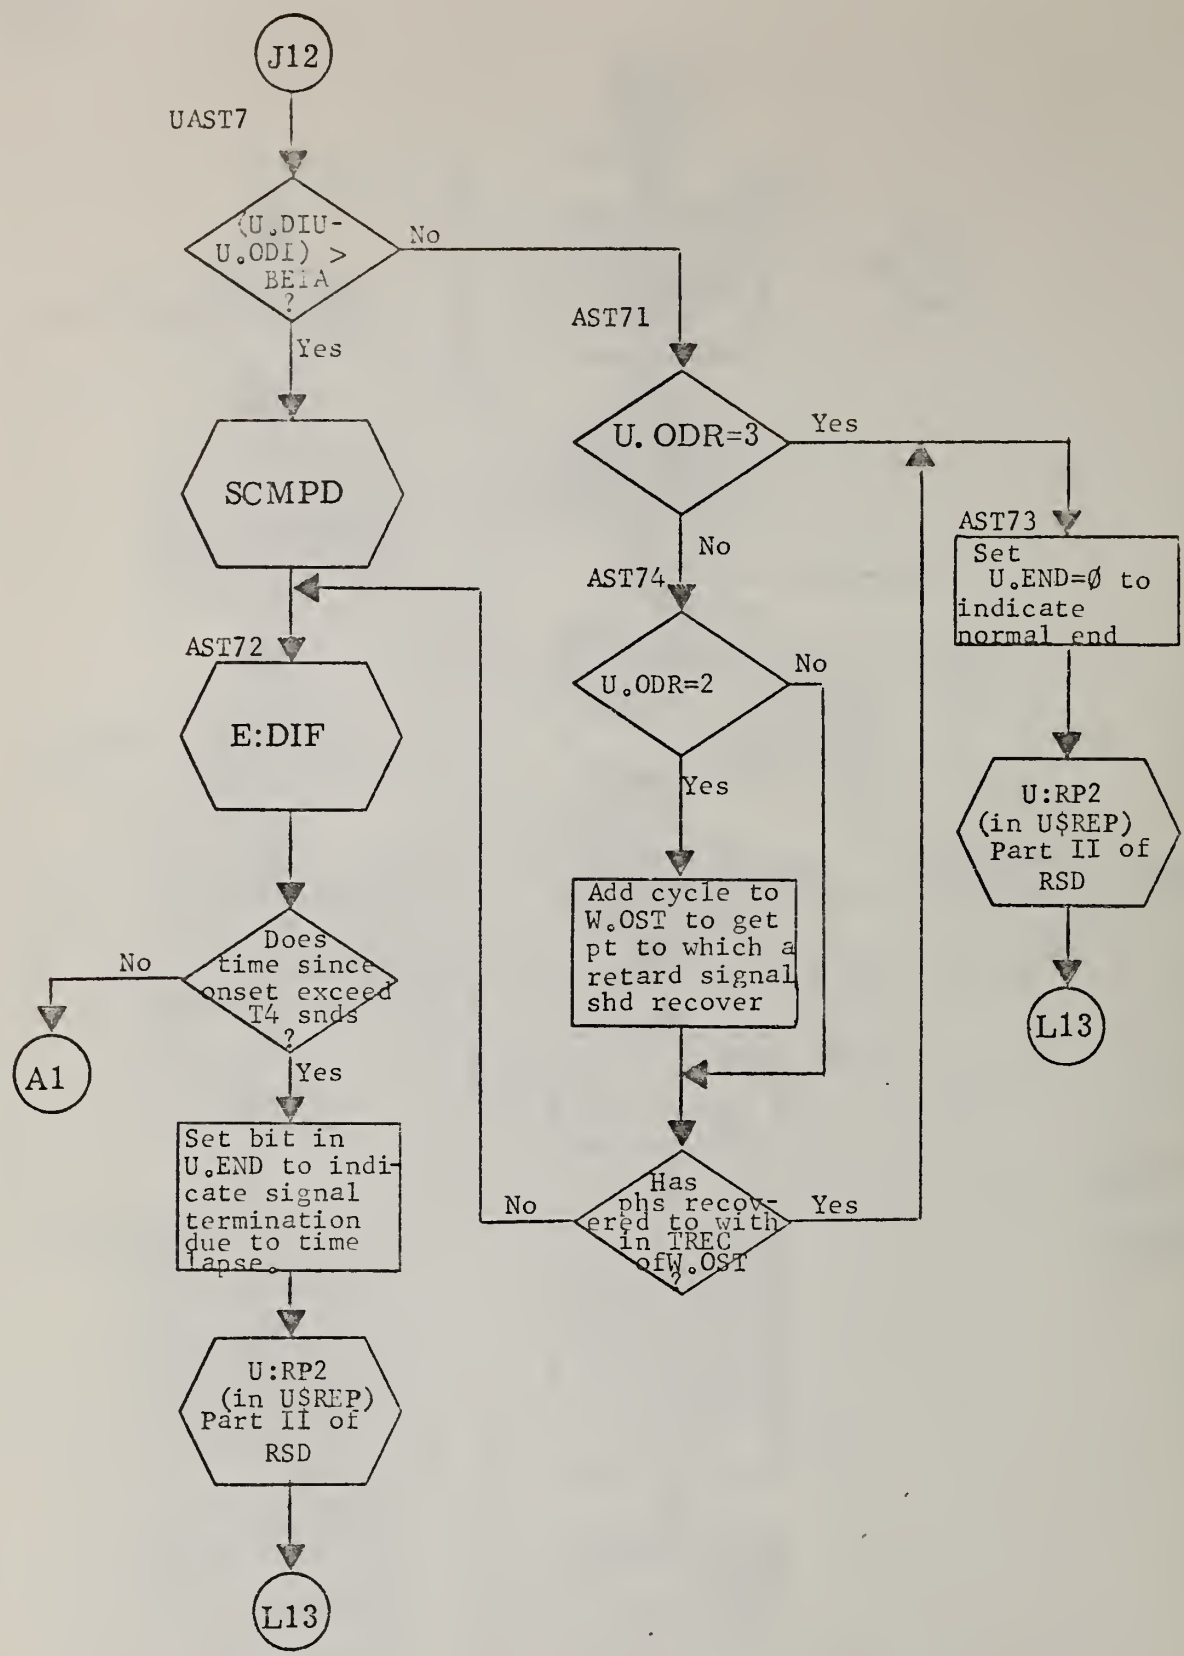 J12
UAST7
(U.DIU-
U.ODI) >
BETA
?
No
Yes
AST71
U.ODR=3
Yes
No
SCMPD
AST73
Set
U.END=Ø to
indicate
normal end
AST74
U.ODR=2
No
Yes
AST72
E:DIF
U:RP2
(in U$REP)
Part II of
RSD
L13
Add cycle to
W.OST to get
pt to which a
retard signal
shd recover
Does
time since
onset exceed
T4 snds
?
No
A1
Yes
Set bit in
U.END to indi-
cate signal
termination
due to time
lapse.
Has
phs recov-
ered to with
in TREC
ofW.OST
?
No
Yes
U:RP2
(in U$REP)
Part II of
RSD
L13